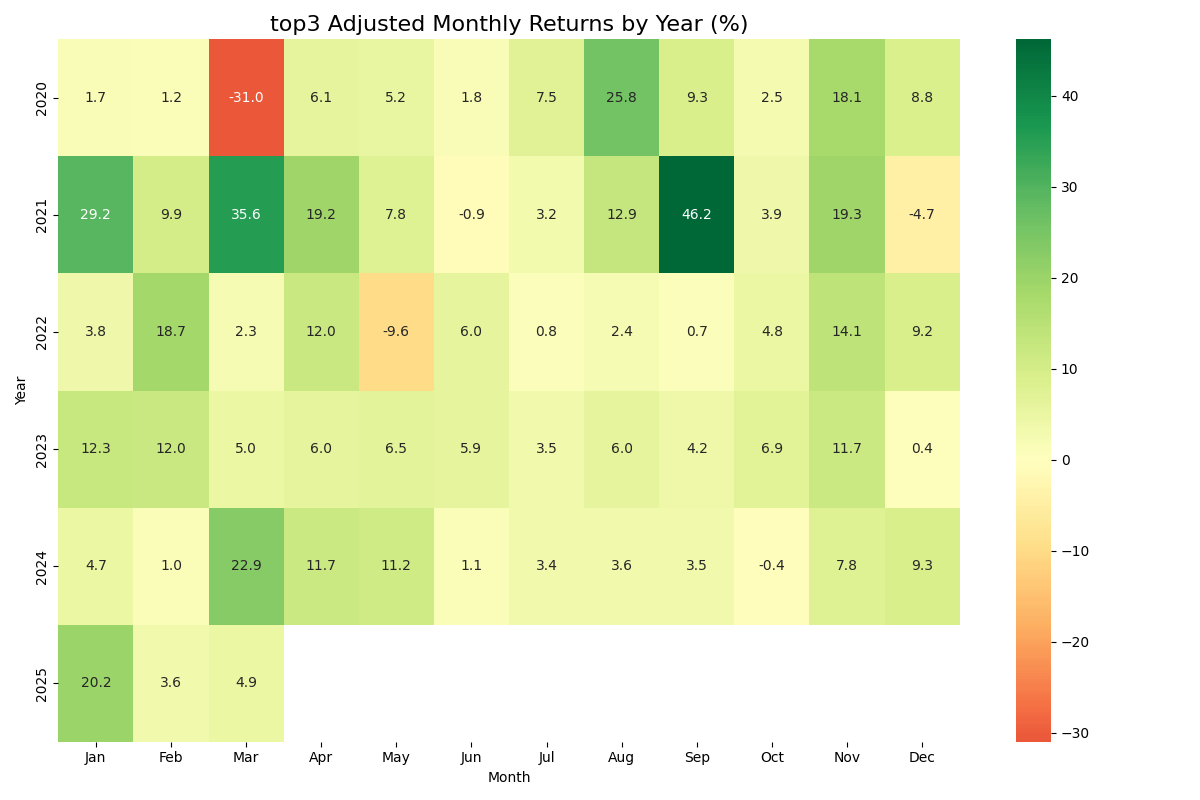 top3 Adjusted Monthly Returns by Year (%)
2020 1.7 1.2 -31.0 6.1 5.2 1.8 7.5 25.8 9.3 2.5 18.1 8.8
2021 29.2 9.9 35.6 19.2 7.8 -0.9 3.2 12.9 46.2 3.9 19.3 -4.7
2022 3.8 18.7 2.3 12.0 -9.6 6.0 0.8 2.4 0.7 4.8 14.1 9.2
2023 12.3 12.0 5.0 6.0 6.5 5.9 3.5 6.0 4.2 6.9 11.7 0.4
2024 4.7 1.0 22.9 11.7 11.2 1.1 3.4 3.6 3.5 -0.4 7.8 9.3
2025 20.2 3.6 4.9
Year
Jan Feb Mar Apr May Jun Jul Aug Sep Oct Nov Dec
Month
40
30
20
10
0
−10
−20
−30